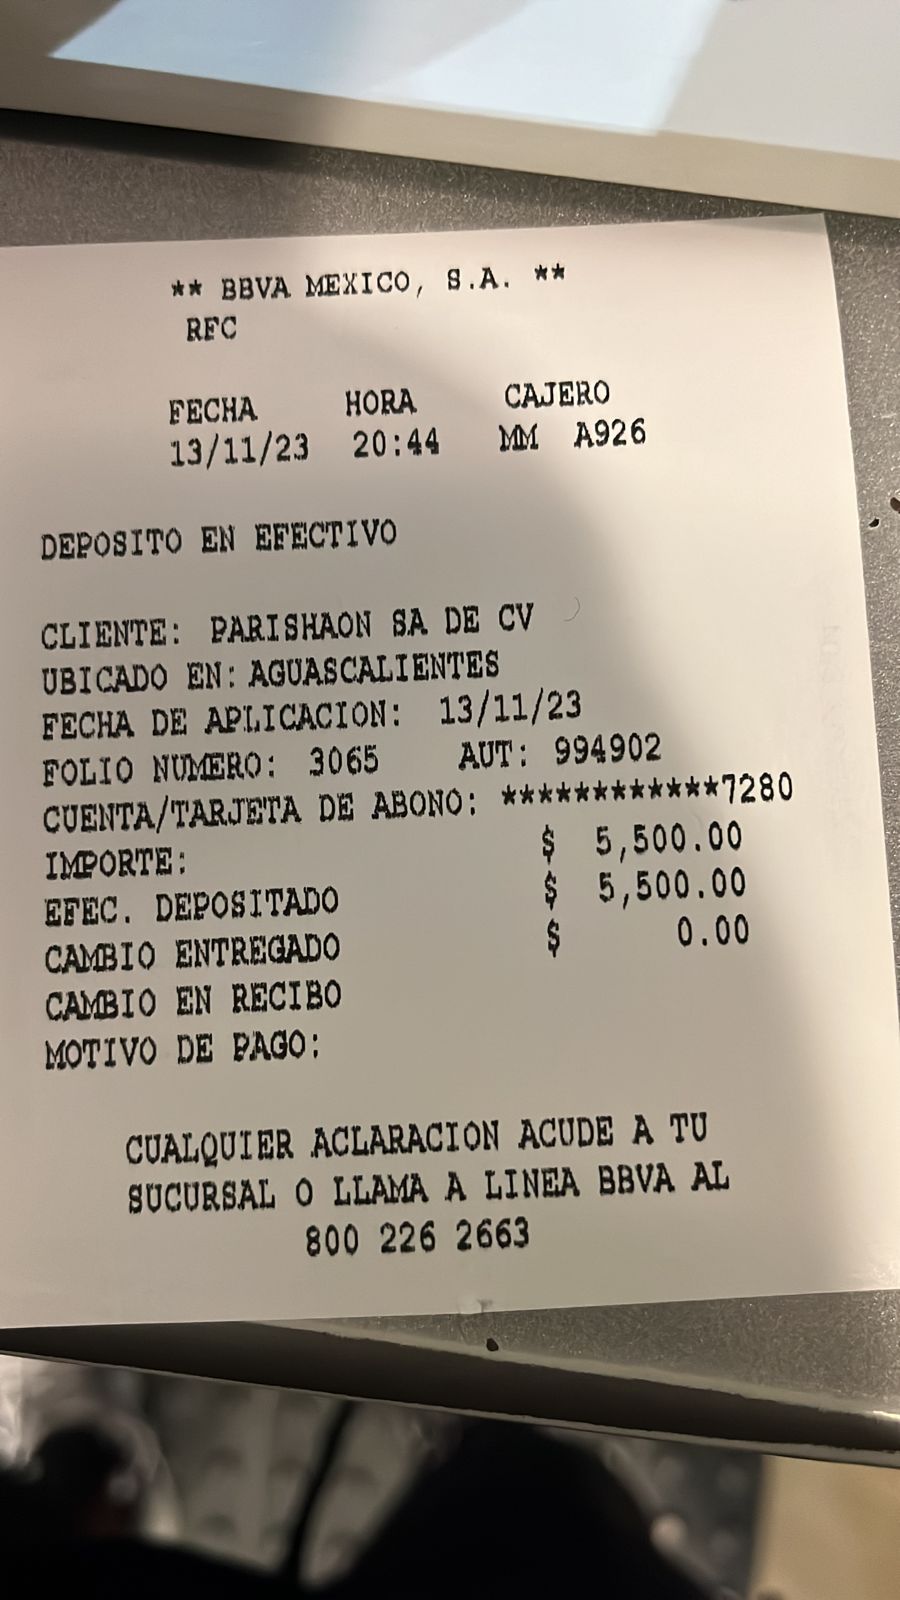 ** BBVA MEXICO, S.A. **
RFC
FECHA HORA CAJERO
13/11/23 20:44 MM A926
DEPOSITO EN EFECTIVO
CLIENTE: PARISHAON SA DE CV
UBICADO EN: AGUASCALIENTES
FECHA DE APLICACION: 13/11/23
FOLIO NUMERO: 3065 AUT: 994902
CUENTA/TARJETA DE ABONO: ************7280
IMPORTE: $ 5,500.00
EFEC. DEPOSITADO $ 5,500.00
CAMBIO ENTREGADO $ 0.00
CAMBIO EN RECIBO
MOTIVO DE PAGO:
CUALQUIER ACLARACION ACUDE A TU
SUCURSAL O LLAMA A LINEA BBVA AL
800 226 2663